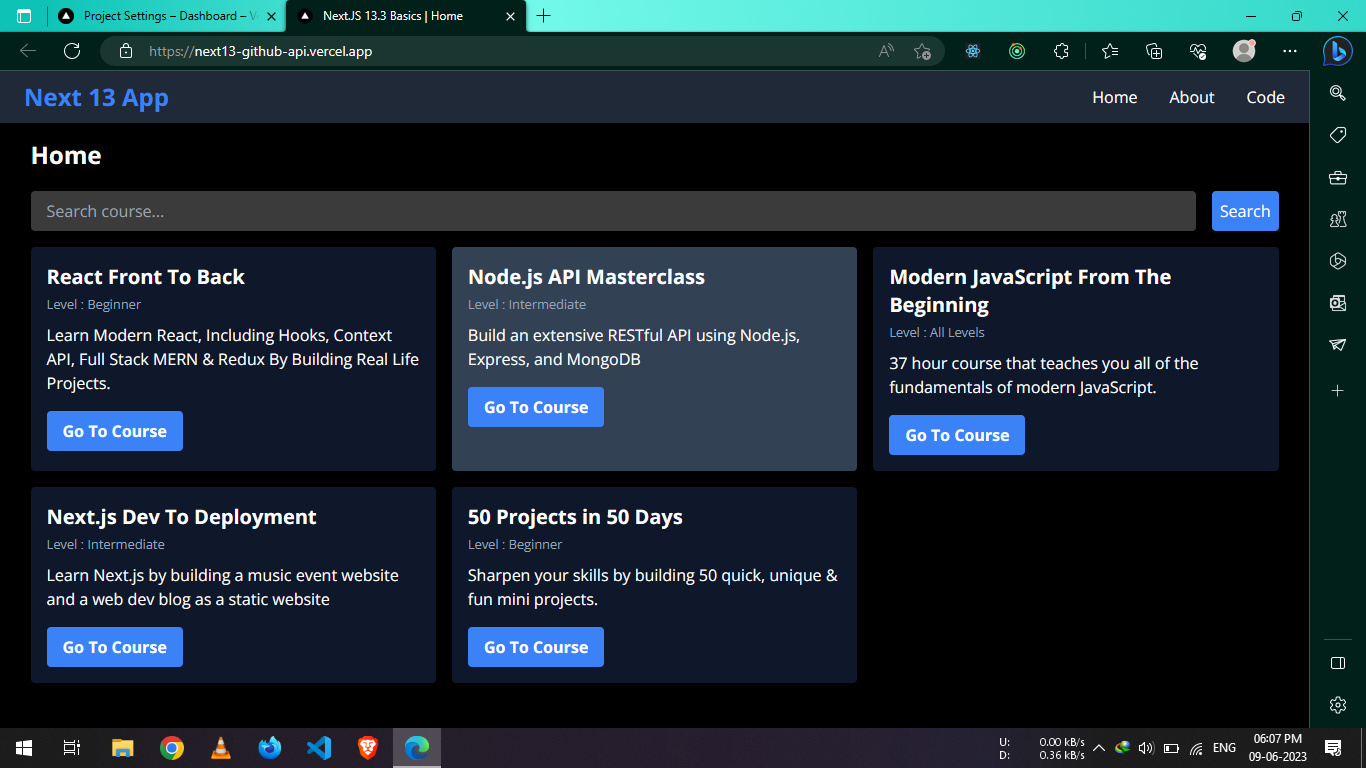 Project Settings – Dashboard – V
NextJS 13.3 Basics | Home
https://next13-github-api.vercel.app
Next 13 App
Home
About
Code
Home
Search course...
Search
React Front To Back
Level : Beginner
Learn Modern React, Including Hooks, Context
API, Full Stack MERN & Redux By Building Real Life
Projects.
Go To Course
Node.js API Masterclass
Level : Intermediate
Build an extensive RESTful API using Node.js,
Express, and MongoDB
Go To Course
Modern JavaScript From The
Beginning
Level : All Levels
37 hour course that teaches you all of the
fundamentals of modern JavaScript.
Go To Course
Next.js Dev To Deployment
Level : Intermediate
Learn Next.js by building a music event website
and a web dev blog as a static website
Go To Course
50 Projects in 50 Days
Level : Beginner
Sharpen your skills by building 50 quick, unique &
fun mini projects.
Go To Course
U: 0.00 kB/s
D: 0.36 kB/s
ENG
06:07 PM
09-06-2023